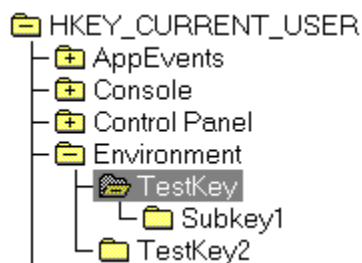 HKEY_CURRENT_USER
AppEvents
Console
Control Panel
Environment
TestKey
Subkey1
TestKey2